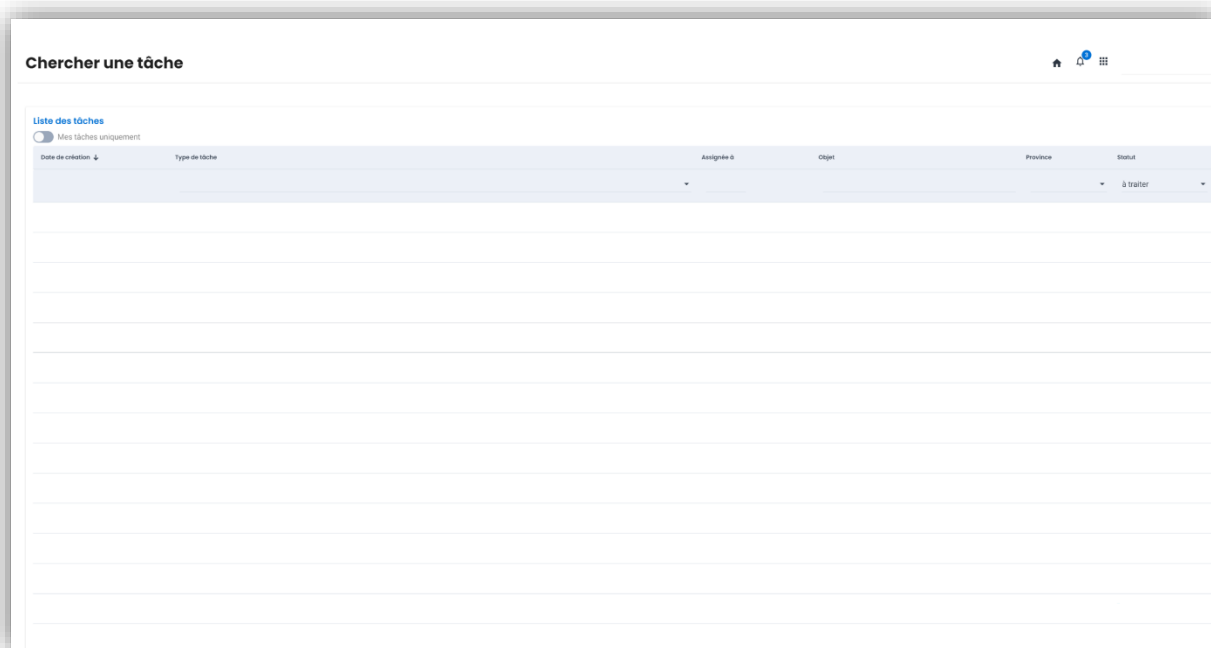 Chercher une tâche
3
Liste des tâches
Mes tâches uniquement
Date de création Type de tâche Assignée à Objet Province Statut
à traiter